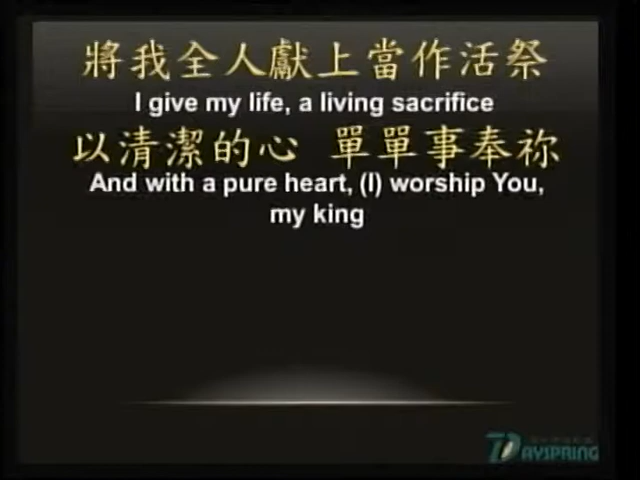 將我全人獻上當作活祭
I give my life, a living sacrifice
以清潔的心 單單事奉祢
And with a pure heart, (I) worship You,
my king
DAYSPRING